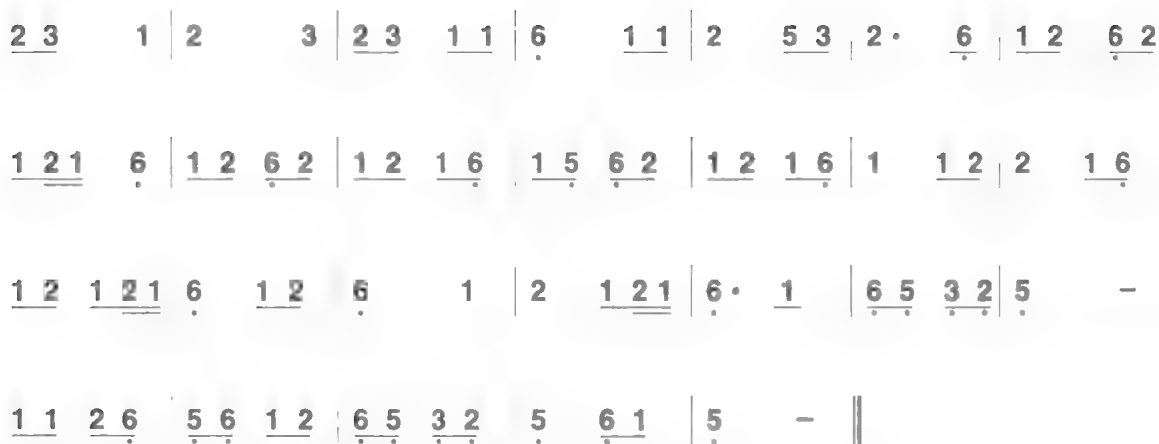 2 3 1 | 2 3 | 2 3 1 1 | 6̣ 1 1 | 2 5 3 | 2· 6̣ | 1 2 6̣ 2
1 2 1 6̣ | 1 2 6̣ 2 | 1 2 1 6̣ | 1 5̣ 6̣ 2 | 1 2 1 6̣ | 1 1 2 | 2 1 6̣
1 2 1 2 1 6̣ 1 2 6̣ 1 | 2 1 2 1 | 6̣· 1 | 6̣ 5̣ 3̣ 2̣ | 5̣ –
1 1 2 6̣ | 5̣ 6̣ 1 2 | 6̣ 5̣ 3̣ 2̣ 5̣ 6̣ 1 | 5̣ – ‖